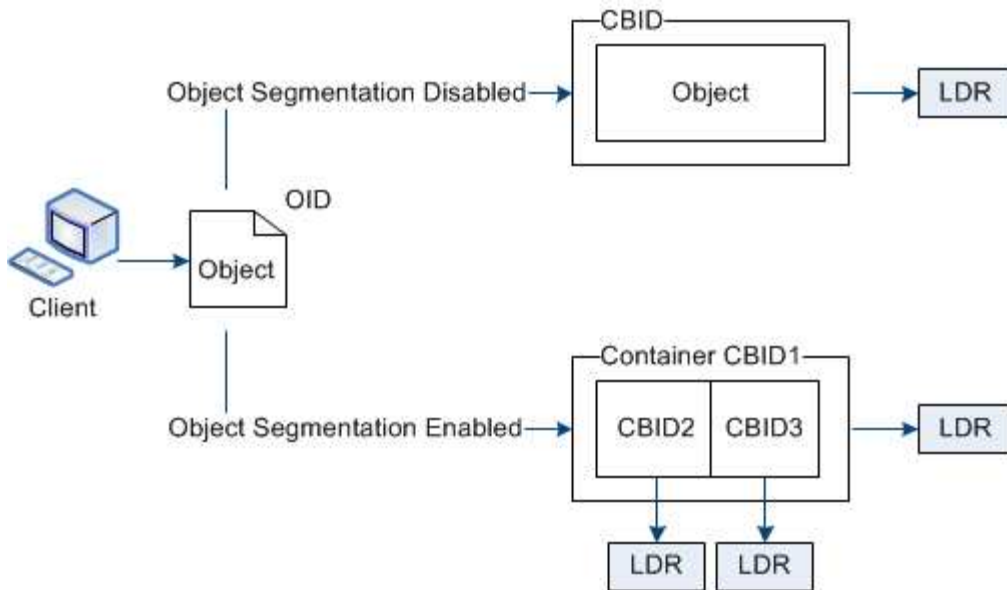 CBID
Object Segmentation Disabled
Object
LDR
OID
Object
Client
Container CBID1
Object Segmentation Enabled
CBID2
CBID3
LDR
LDR
LDR